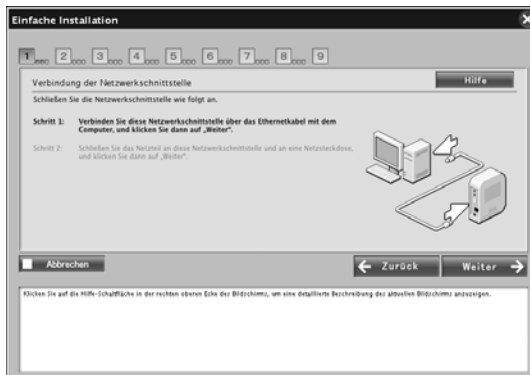 Einfache Installation
1 2 3 4 5 6 7 8 9
Verbindung der Netzwerkschnittstelle
Hilfe
Schließen Sie die Netzwerkschnittstelle wie folgt an.
Schritt 1: Verbinden Sie diese Netzwerkschnittstelle über das Ethernetkabel mit dem
Computer, und klicken Sie dann auf „Weiter".
Schritt 2: Schließen Sie das Netzteil an diese Netzwerkschnittstelle und an eine Netzsteckdose,
und klicken Sie dann auf „Weiter".
Abbrechen
Zurück
Weiter
Klicken Sie auf die Hilfe-Schaltfläche in der rechten oberen Ecke des Bildschirms, um eine detaillierte Beschreibung des aktuellen Bildschirms anzuzeigen.